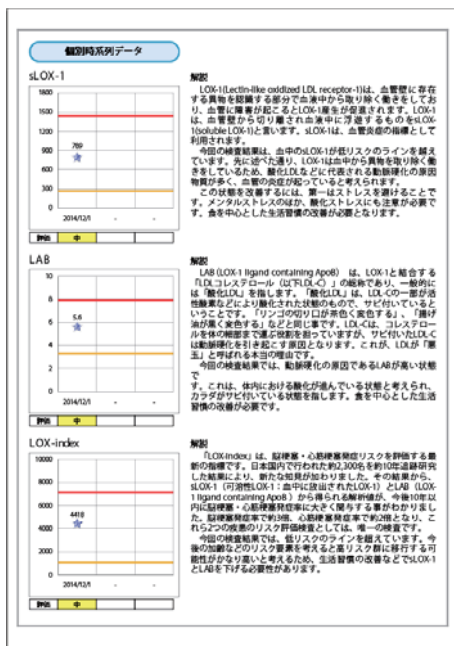 個別時系列データ
sLOX-1
1800
1500
1200
900
600
300
0
789
2014/12/1 - -
評価 中
解説
LOX-1(Lectin-like oxidized LDL receptor-1)は、血管壁に存在
する異物を認識する部分で血液中から取り除く働きをしてお
り、血管に障害が起こるとLOX-1産生が促進されます。LOX-1
は、血管壁から切り離され血液中に浮遊するものをsLOX-
1(soluble LOX-1)と言います。sLOX-1は、血管炎症の指標として
利用されます。
今回の検査結果は、血中のsLOX-1が低リスクのラインを越え
ています。先に述べた通り、LOX-1は血中から異物を取り除く働
きをしているため、酸化LDLなどに代表される動脈硬化の原因
物質が多く、血管の炎症が起っていると考えられます。
この状態を改善するには、第一はストレスを避けることで
す。メンタルストレスのほか、酸化ストレスにも注意が必要で
す。食を中心とした生活習慣の改善が必要となります。
LAB
10
8
6
4
2
0
5.6
2014/12/1 - -
評価 中
解説
LAB (LOX-1 ligand containing ApoB) は、LOX-1と結合する
「LDLコレステロール（以下LDL-C）」の総称であり、一般的に
は「酸化LDL」を指します。「酸化LDL」は、LDL-Cの一部が活
性酸素などにより酸化された状態のもので、サビ付いていると
いうことです。「リンゴの切り口が茶色く変色する」、「揚げ
油が黒く変色する」などと同じ事です。LDL-Cは、コレステロー
ルを体の細部まで運ぶ役割を担っていますが、サビ付いたLDL-C
は動脈硬化を引き起こす原因となります。これが、LDLが「悪
玉」と呼ばれる本当の理由です。
今回の検査結果では、動脈硬化の原因であるLABが高い状態
で
す。これは、体内における酸化が進んでいる状態と考えられ、
カラダがサビ付いている状態を指します。食を中心とした生活
習慣の改善が必要です。
LOX-index
10000
8000
6000
4000
2000
0
4418
2014/12/1 - -
評価 中
解説
「LOX-index」は、脳梗塞・心筋梗塞発症リスクを評価する最
新の指標です。日本国内で行われた約2,300名を約10年追跡研究
した結果により、新たな知見が加わりました。その結果から、
sLOX-1（可溶性LOX-1：血中に放出されたLOX-1）とLAB（LOX-
1 ligand containing ApoB）から得られる解析値が、今後10年以
内に脳梗塞・心筋梗塞発症率に大きく関与する事がわかりまし
た。脳梗塞発症率で約3倍、心筋梗塞発症率で約2倍となり、こ
れら2つの疾患のリスク評価検査としては、唯一の検査です。
今回の検査結果では、低リスクのラインを超えています。今
後の加齢などのリスク要素を考えると高リスク群に移行する可
能性がかなり高いと考えるため、生活習慣の改善などでsLOX-1
とLABを下げる必要性があります。